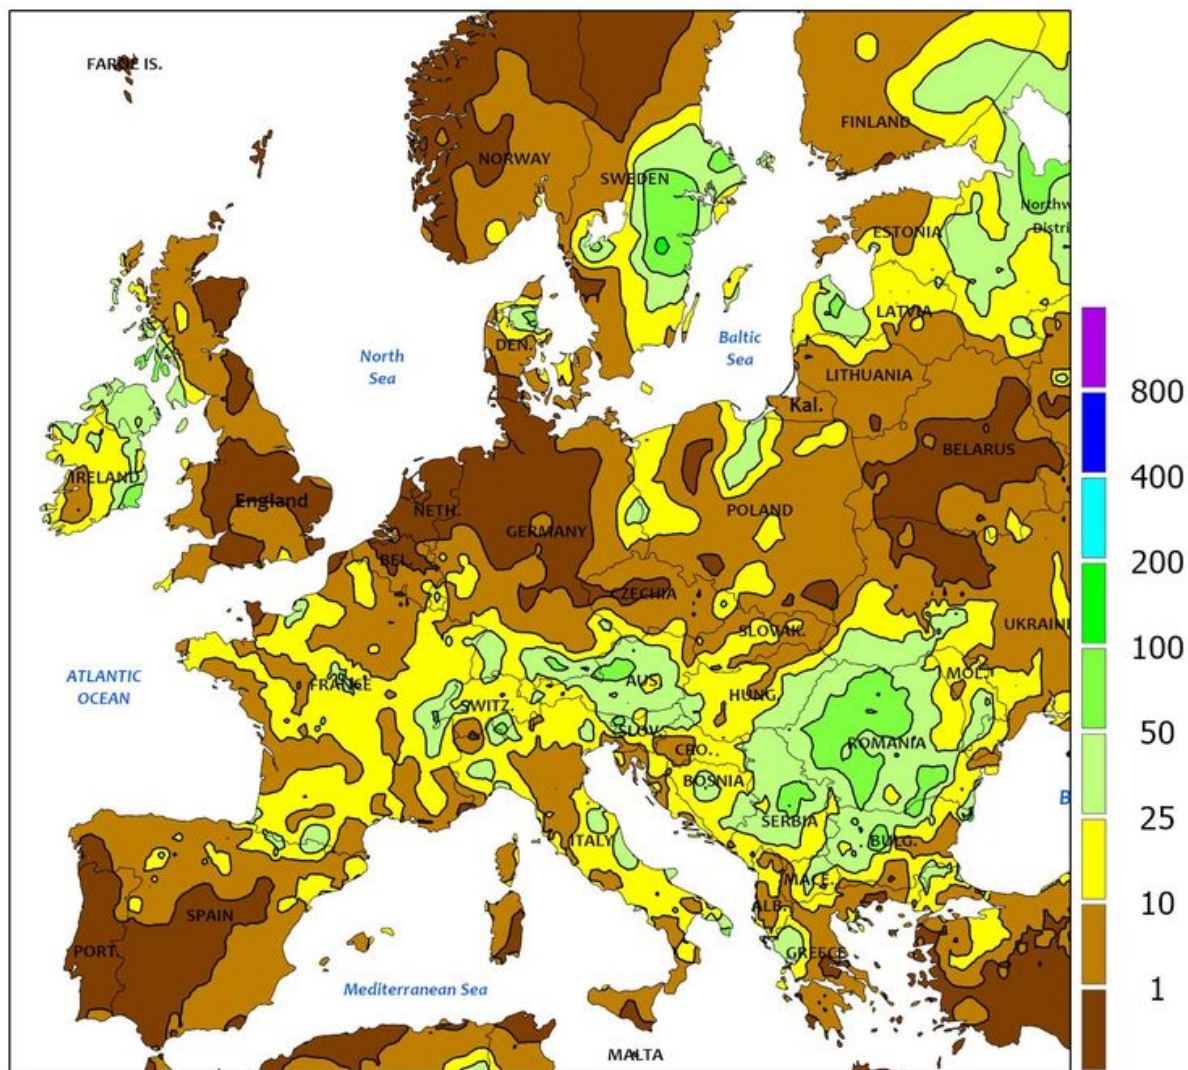 FAROE IS.
FINLAND
NORWAY
SWEDEN
Northw
Distri
ESTONIA
LATVIA
North
Sea
Baltic
Sea
DEN.
LITHUANIA
Kal.
800
BELARUS
IRELAND
England
NETH.
400
POLAND
GERMANY
BEL.
200
CZECHIA
UKRAINE
SLOVAK.
100
ATLANTIC
OCEAN
FRANCE
AUS.
MOL.
HUNG.
SWITZ.
SLOV.
50
ROMANIA
CRO.
BOSNIA
B
25
SERBIA
ITALY
BULG.
MACE.
10
SPAIN
ALB.
PORT.
GREECE
Mediterranean Sea
1
MALTA